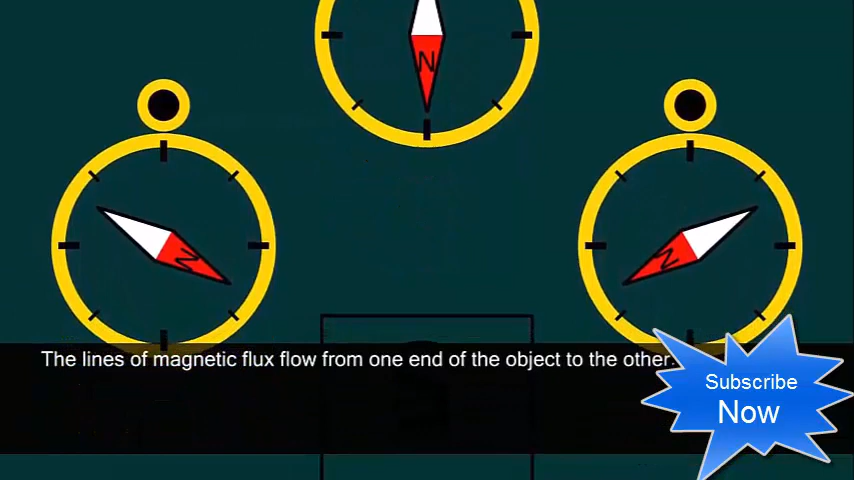 N
N
N
The lines of magnetic flux flow from one end of the object to the other
Subscribe
Now